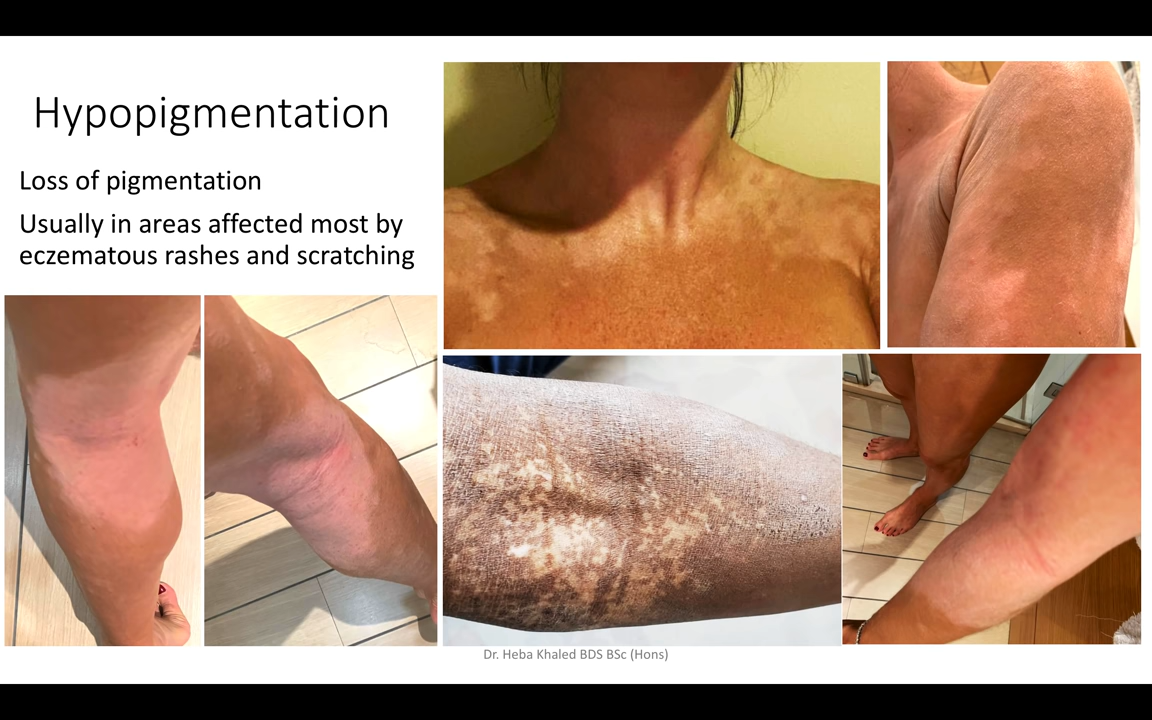 Hypopigmentation
Loss of pigmentation
Usually in areas affected most by
eczematous rashes and scratching
Dr. Heba Khaled BDS BSc (Hons)